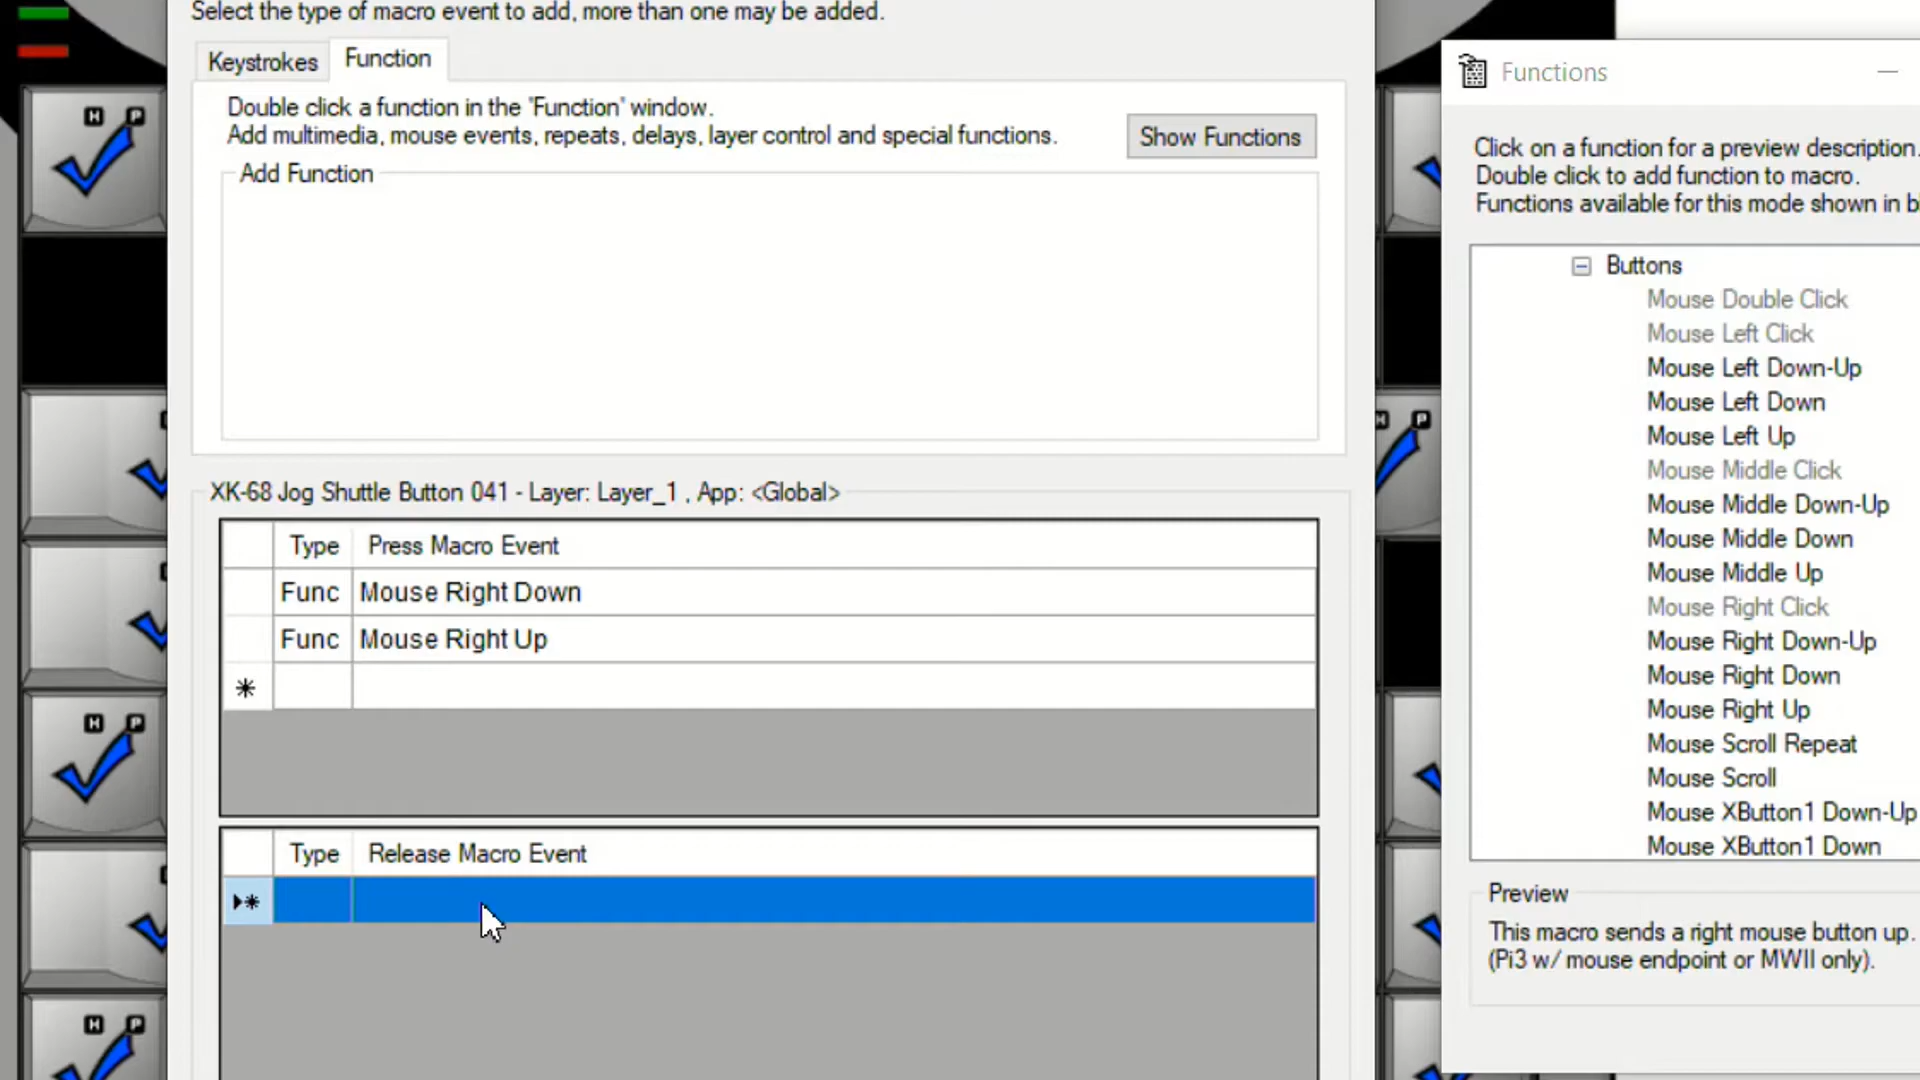 Select the type of macro event to add, more than one may be added.
Keystrokes
Function
Double click a function in the 'Function' window.
Add multimedia, mouse events, repeats, delays, layer control and special functions.
Show Functions
Add Function
XK-68 Jog Shuttle Button 041 - Layer: Layer_1 , App: <Global>
Type Press Macro Event
Func Mouse Right Down
Func Mouse Right Up
Type Release Macro Event
Functions
Click on a function for a preview description.
Double click to add function to macro.
Functions available for this mode shown in b
Buttons
Mouse Double Click
Mouse Left Click
Mouse Left Down-Up
Mouse Left Down
Mouse Left Up
Mouse Middle Click
Mouse Middle Down-Up
Mouse Middle Down
Mouse Middle Up
Mouse Right Click
Mouse Right Down-Up
Mouse Right Down
Mouse Right Up
Mouse Scroll Repeat
Mouse Scroll
Mouse XButton1 Down-Up
Mouse XButton1 Down
Preview
This macro sends a right mouse button up.
(Pi3 w/ mouse endpoint or MWII only).
H P
H P
H P
P